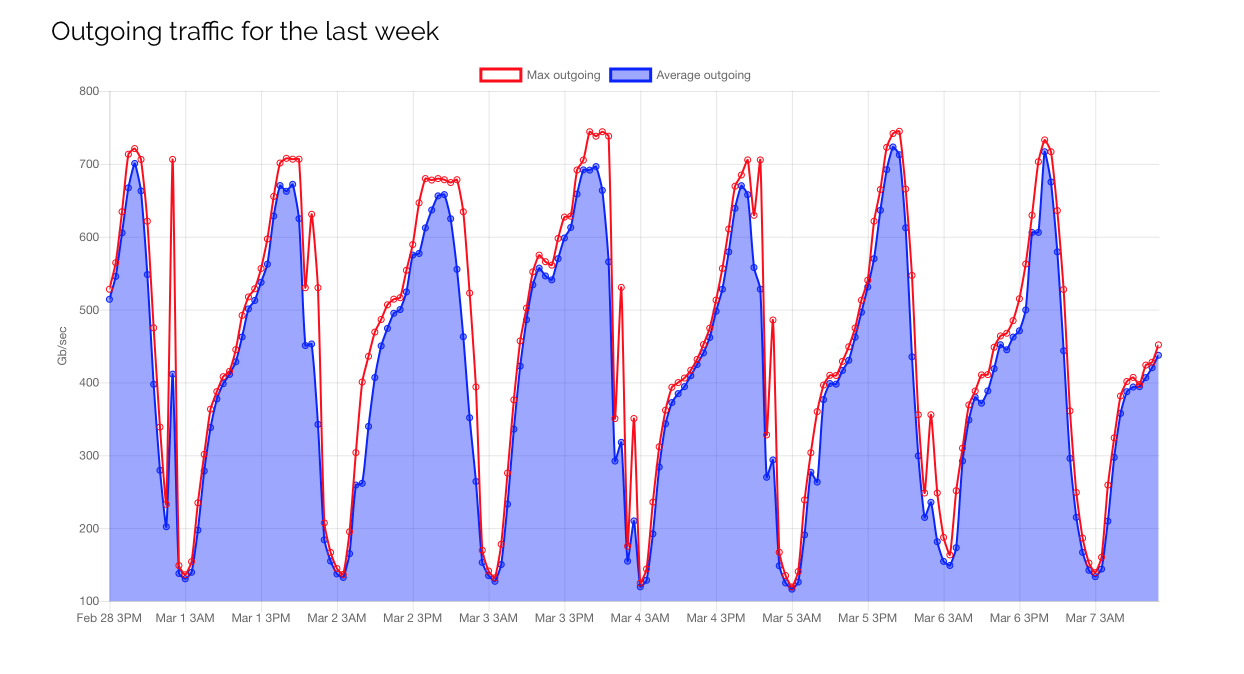 Outgoing traffic for the last week
Max outgoing Average outgoing
800
700
600
500
400
300
200
100
Gb/sec
Feb 28 3PM Mar 1 3AM Mar 1 3PM Mar 2 3AM Mar 2 3PM Mar 3 3AM Mar 3 3PM Mar 4 3AM Mar 4 3PM Mar 5 3AM Mar 5 3PM Mar 6 3AM Mar 6 3PM Mar 7 3AM